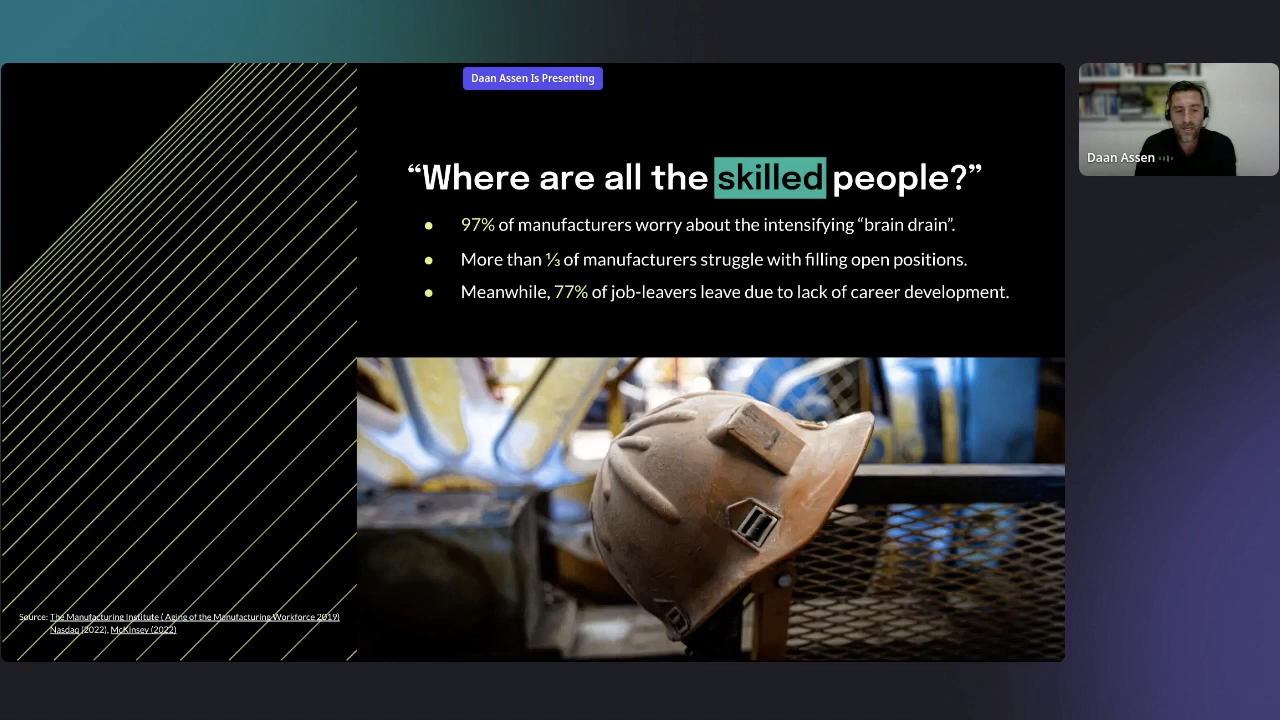 Daan Assen Is Presenting
“Where are all the skilled people?”
● 97% of manufacturers worry about the intensifying “brain drain”.
● More than ⅓ of manufacturers struggle with filling open positions.
● Meanwhile, 77% of job-leavers leave due to lack of career development.
Source: The Manufacturing Institute ( Aging of the Manufacturing Workforce 2019)
Nasdaq (2022), McKinsey (2022)
Daan Assen